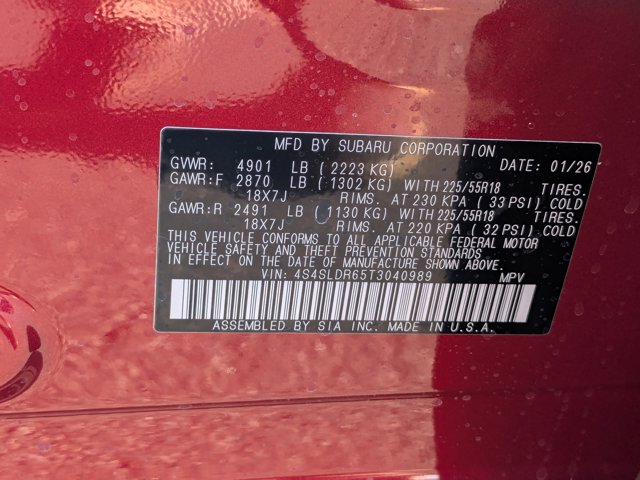 MFD BY SUBARU CORPORATION
GVWR: 4901 LB ( 2223 KG) DATE: 01/26
GAWR:F 2870 LB ( 1302 KG) WITH 225/55R18 TIRES.
18X7J RIMS. AT 230 KPA ( 33 PSI) COLD
GAWR:R 2491 LB ( 1130 KG) WITH 225/55R18 TIRES.
18X7J RIMS. AT 220 KPA ( 32 PSI) COLD
THIS VEHICLE CONFORMS TO ALL APPLICABLE FEDERAL MOTOR
VEHICLE SAFETY AND THEFT PREVENTION STANDARDS
IN EFFECT ON THE DATE OF MANUFACTURE SHOWN ABOVE.
VIN: 4S4SLDR65T3040989 MPV
ASSEMBLED BY SIA INC. MADE IN U.S.A.